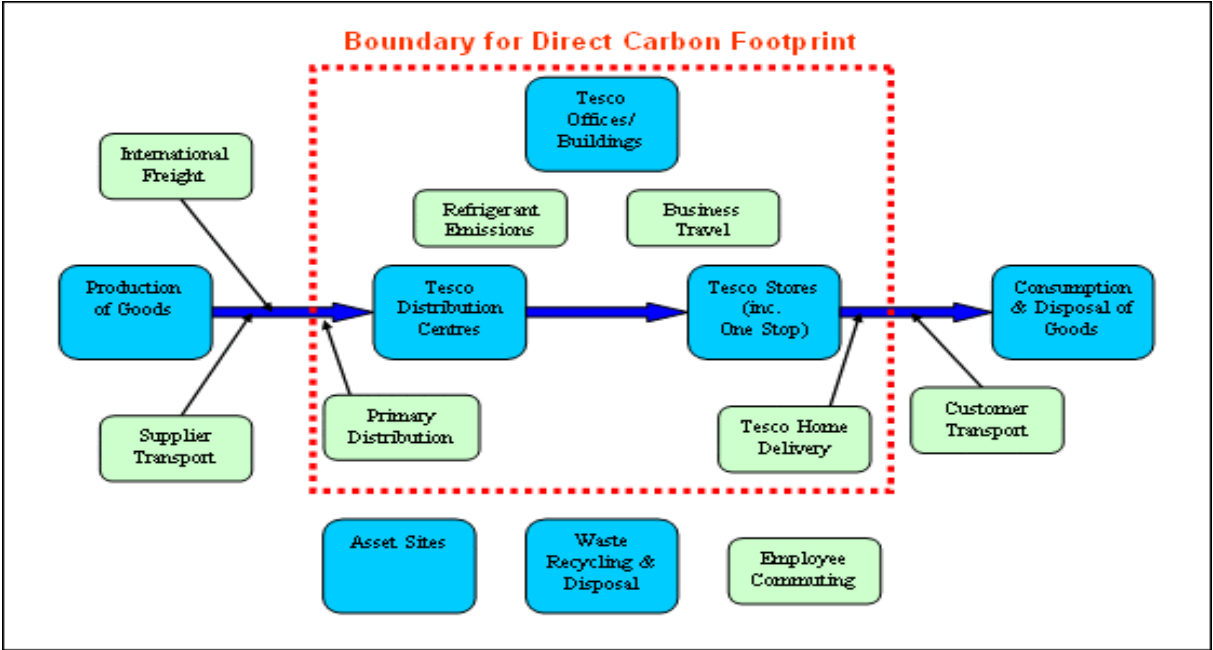 Boundary for Direct Carbon Footprint
Tesco
Offices/
Buildings
International
Freight
Refrigerant
Emissions
Business
Travel
Production
of Goods
Tesco
Distribution
Centres
Tesco Stores
(inc.
One Stop)
Consumption
& Disposal of
Goods
Supplier
Transport
Primary
Distribution
Tesco Home
Delivery
Customer
Transport
Asset Sites
Waste
Recycling &
Disposal
Employee
Commuting